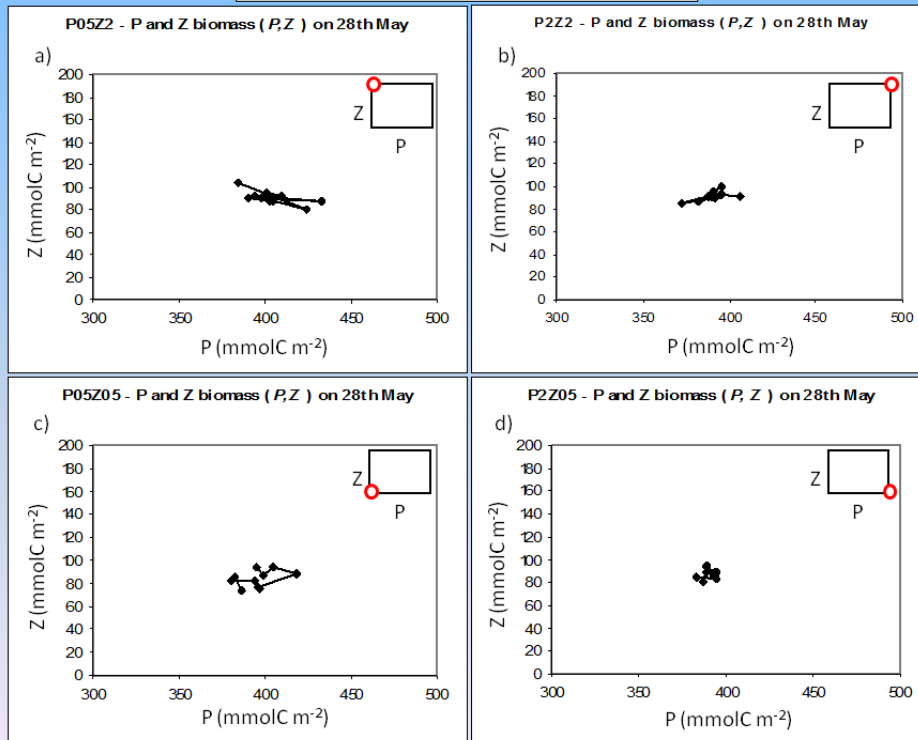 P05Z2 - P and Z biomass (P,Z ) on 28th May
a)
200
180
160
140
120
100
80
60
40
20
0
Z (mmolC m-2)
300
350
400
450
500
P (mmolC m-2)
Z
P
P2Z2 - P and Z biomass (P,Z ) on 28th May
b)
200
180
160
140
120
100
80
60
40
20
0
Z (mmolC m-2)
300
350
400
450
500
P (mmolC m-2)
Z
P
P05Z05 - P and Z biomass (P,Z ) on 28th May
c)
200
180
160
140
120
100
80
60
40
20
0
Z (mmolC m-2)
300
350
400
450
500
P (mmolC m-2)
Z
P
P2Z05 - P and Z biomass (P, Z ) on 28th May
d)
200
180
160
140
120
100
80
60
40
20
0
Z (mmolC m-2)
300
350
400
450
500
P (mmolC m-2)
Z
P